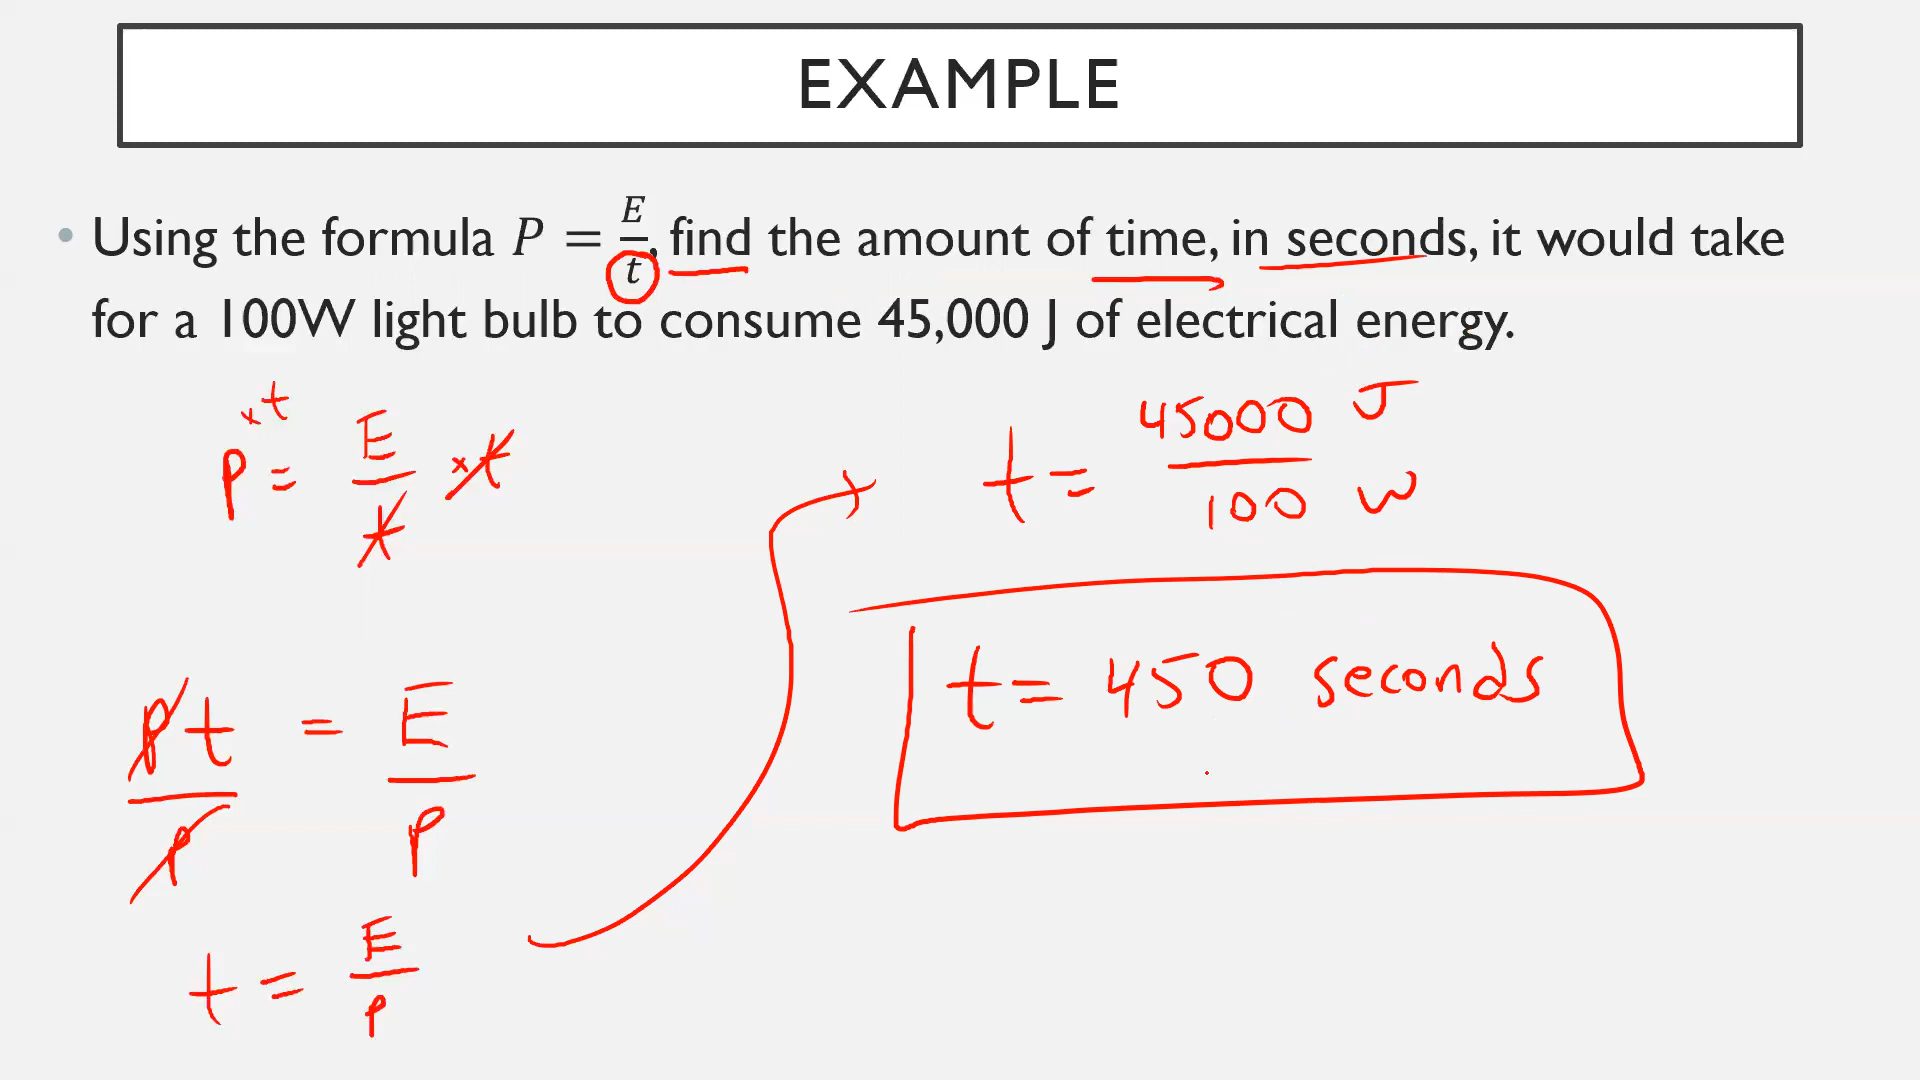 EXAMPLE
• Using the formula P = E/t, find the amount of time, in seconds, it would take
for a 100W light bulb to consume 45,000 J of electrical energy.
P × t = E/t × t
Pt/P = E/P
t = E/P
t = 45000 J / 100 W
t = 450 seconds